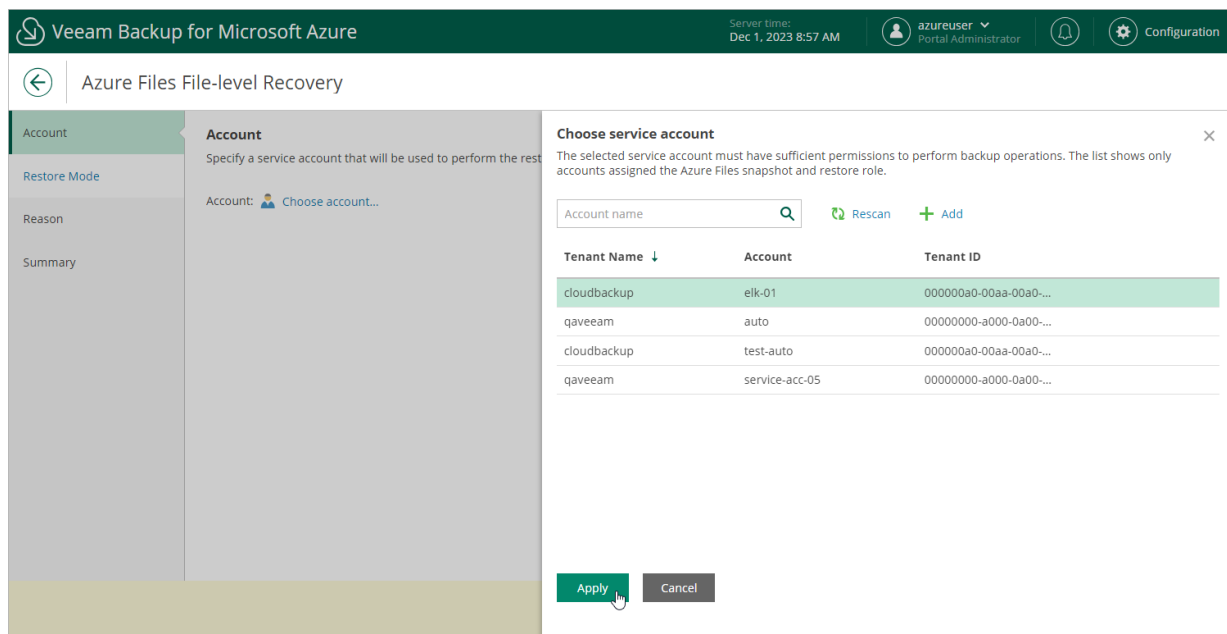 Veeam Backup for Microsoft Azure
Server time:
Dec 1, 2023 8:57 AM
azureuser
Portal Administrator
Configuration
Azure Files File-level Recovery
Account
Restore Mode
Reason
Summary
Account
Specify a service account that will be used to perform the rest
Account: Choose account...
Choose service account
The selected service account must have sufficient permissions to perform backup operations. The list shows only
accounts assigned the Azure Files snapshot and restore role.
Account name Rescan Add
Tenant Name Account Tenant ID
cloudbackup elk-01 000000a0-00aa-00a0-...
qaveeam auto 00000000-a000-0a00-...
cloudbackup test-auto 000000a0-00aa-00a0-...
qaveeam service-acc-05 00000000-a000-0a00-...
Apply Cancel